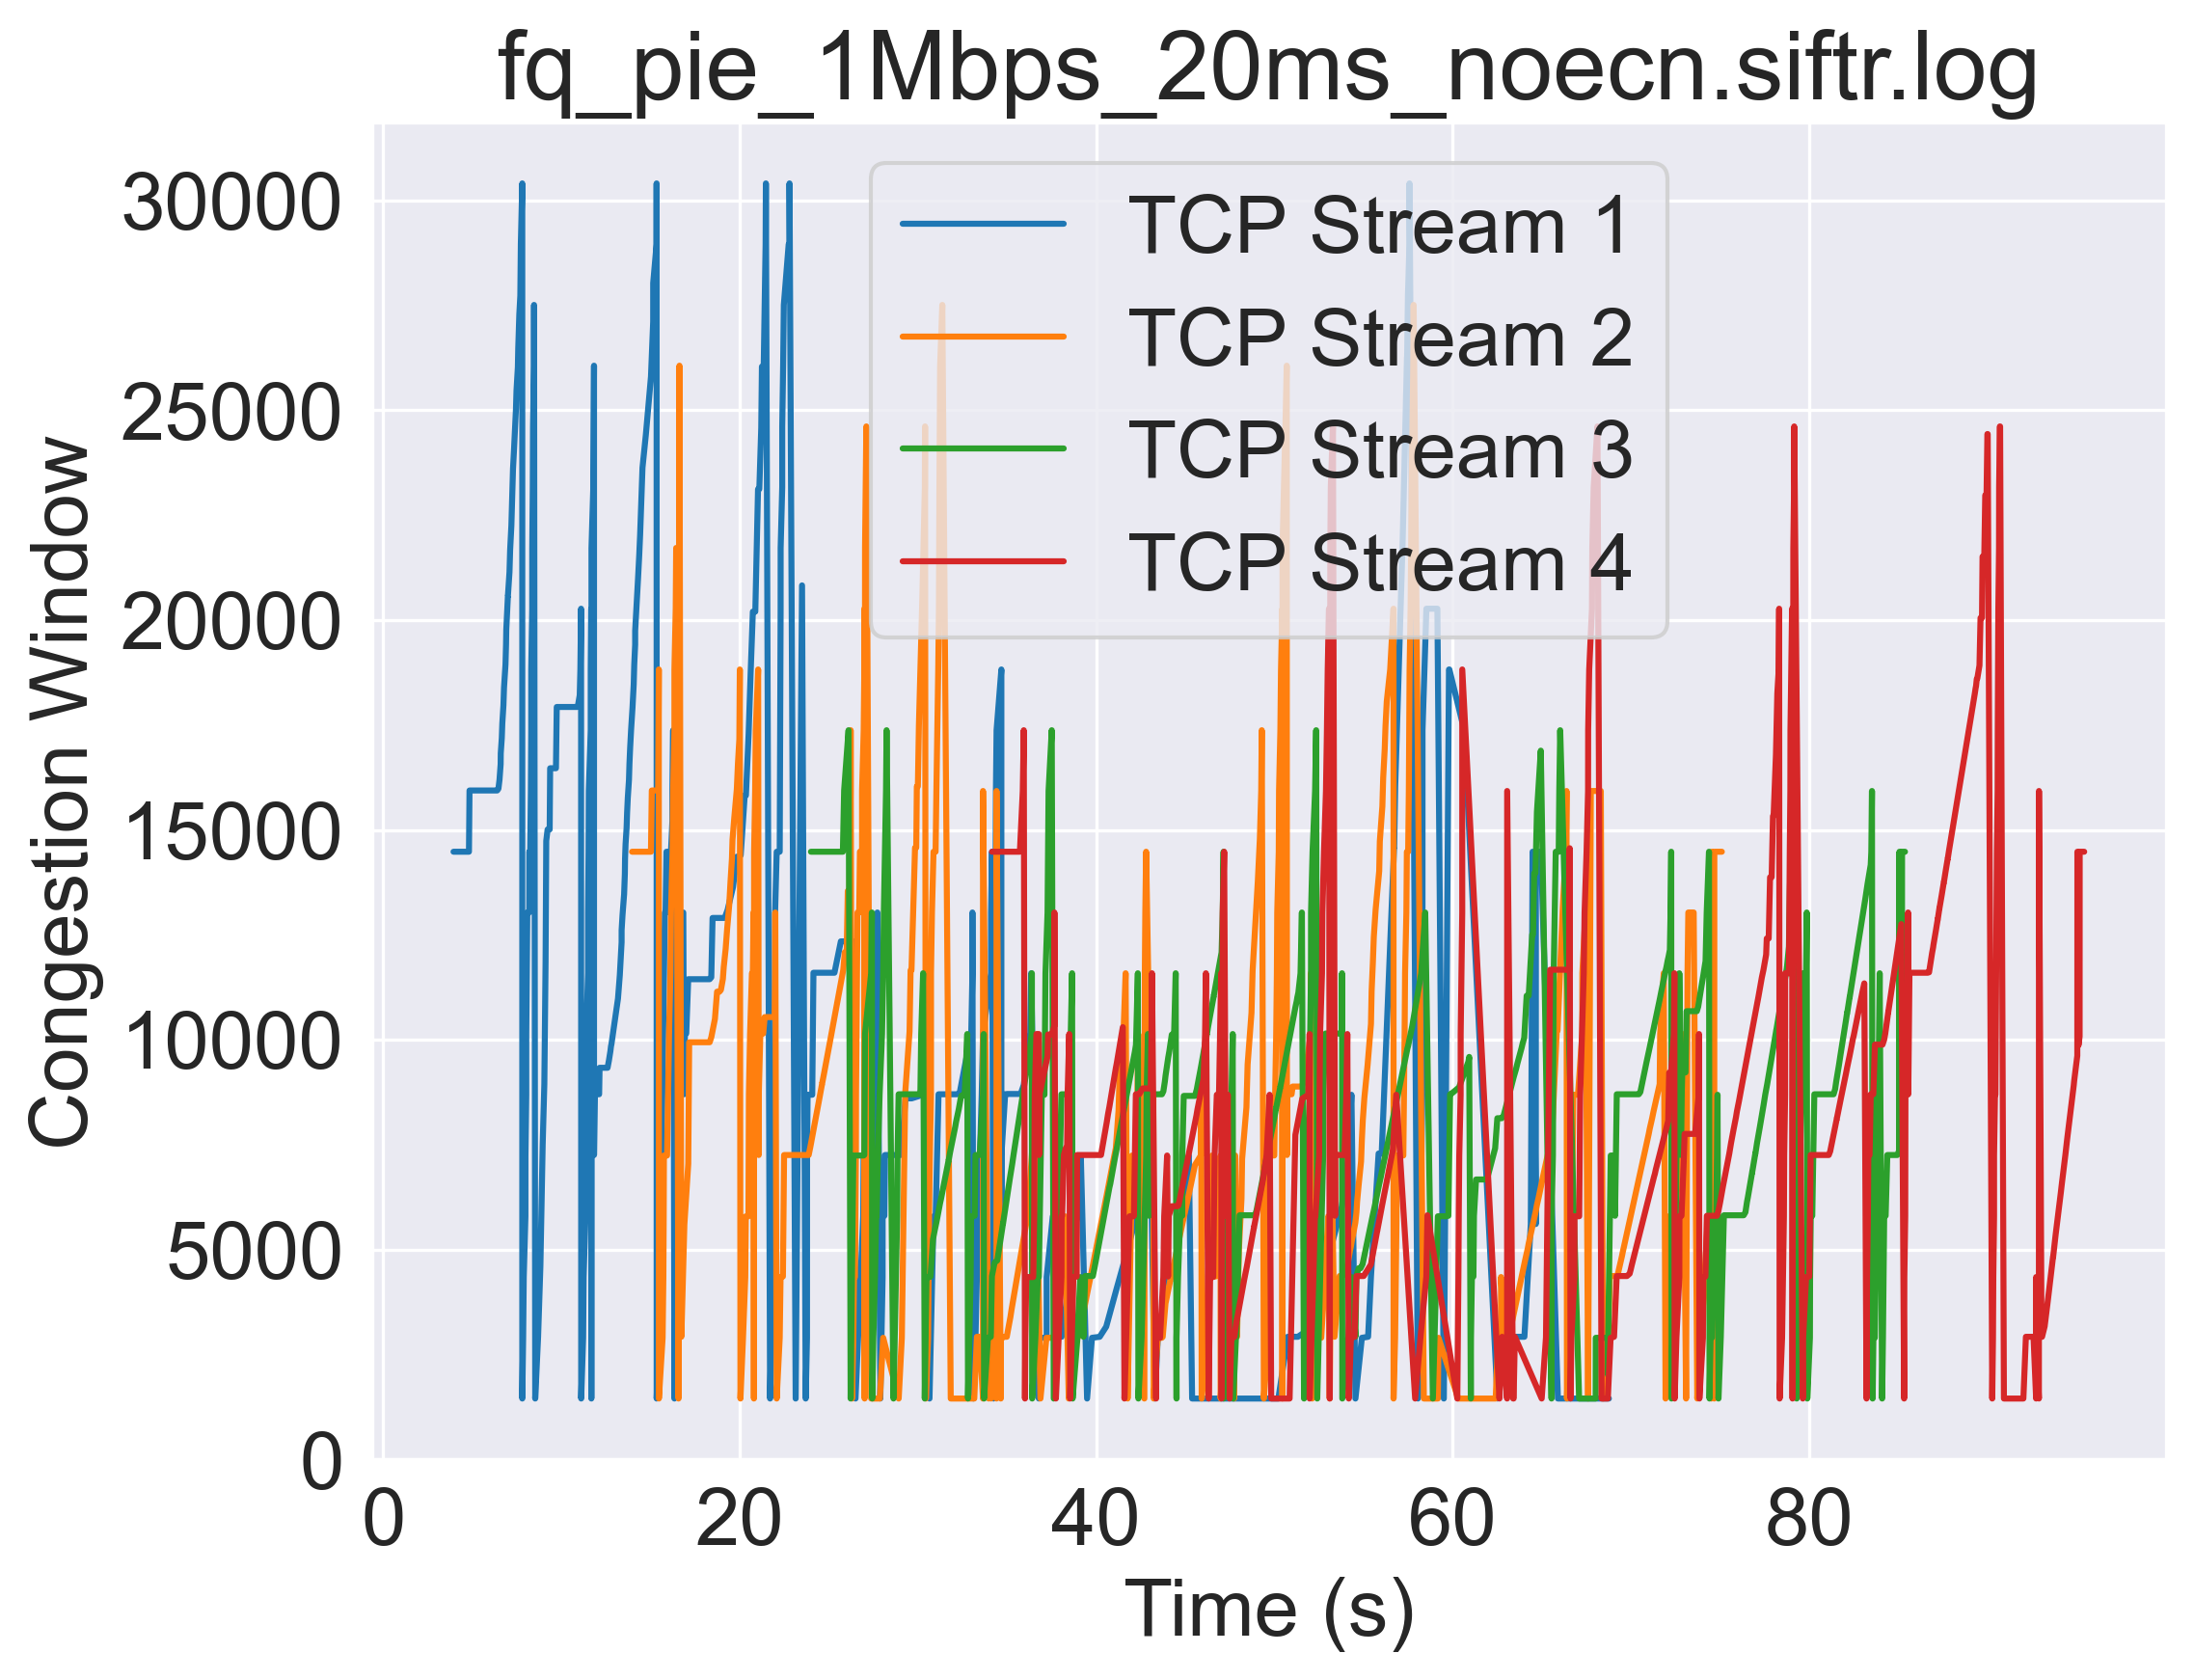 fq_pie_1Mbps_20ms_noecn.siftr.log
30000
25000
20000
15000
10000
5000
0
Congestion Window
TCP Stream 1
TCP Stream 2
TCP Stream 3
TCP Stream 4
0 20 40 60 80
Time (s)